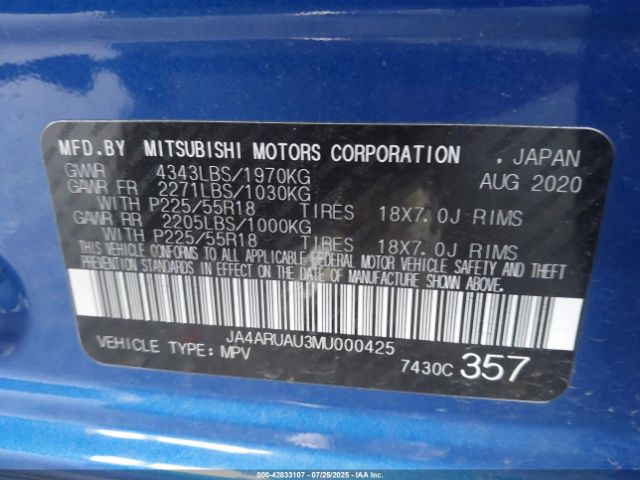 MFD.BY MITSUBISHI MOTORS CORPORATION , JAPAN
GVWR 4343LBS/1970KG AUG 2020
GAWR FR 2271LBS/1030KG
WITH P225/55R18 TIRES 18X7.0J RIMS
GAWR RR 2205LBS/1000KG
WITH P225/55R18 TIRES 18X7.0J RIMS
THIS VEHICLE CONFORMS TO ALL APPLICABLE FEDERAL MOTOR VEHICLE SAFETY AND THEFT
PREVENTION STANDARDS IN EFFECT ON THE DATE OF MANUFACTURE SHOWN ABOVE.
JA4ARUAU3MU000425
VEHICLE TYPE:MPV 7430C 357
000-42833107 - 07/25/2025 - IAAI.COM